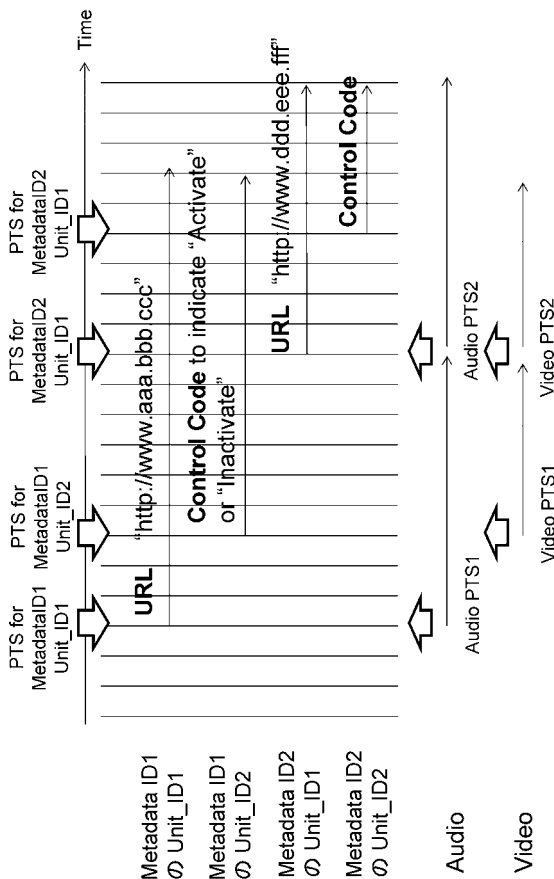 Time
PTS for
MetadataID1
Unit_ID1
PTS for
MetadataID1
Unit_ID2
PTS for
MetadataID2
Unit_ID1
PTS for
MetadataID2
Unit_ID2
Metadata ID1
の Unit_ID1
URL "http://www.aaa.bbb.ccc"
Metadata ID1
の Unit_ID2
Control Code to indicate "Activate"
or "Inactivate"
Metadata ID2
の Unit_ID1
URL "http://www.ddd.eee.fff"
Metadata ID2
の Unit_ID2
Control Code
Audio
Audio PTS1
Audio PTS2
Video
Video PTS1
Video PTS2